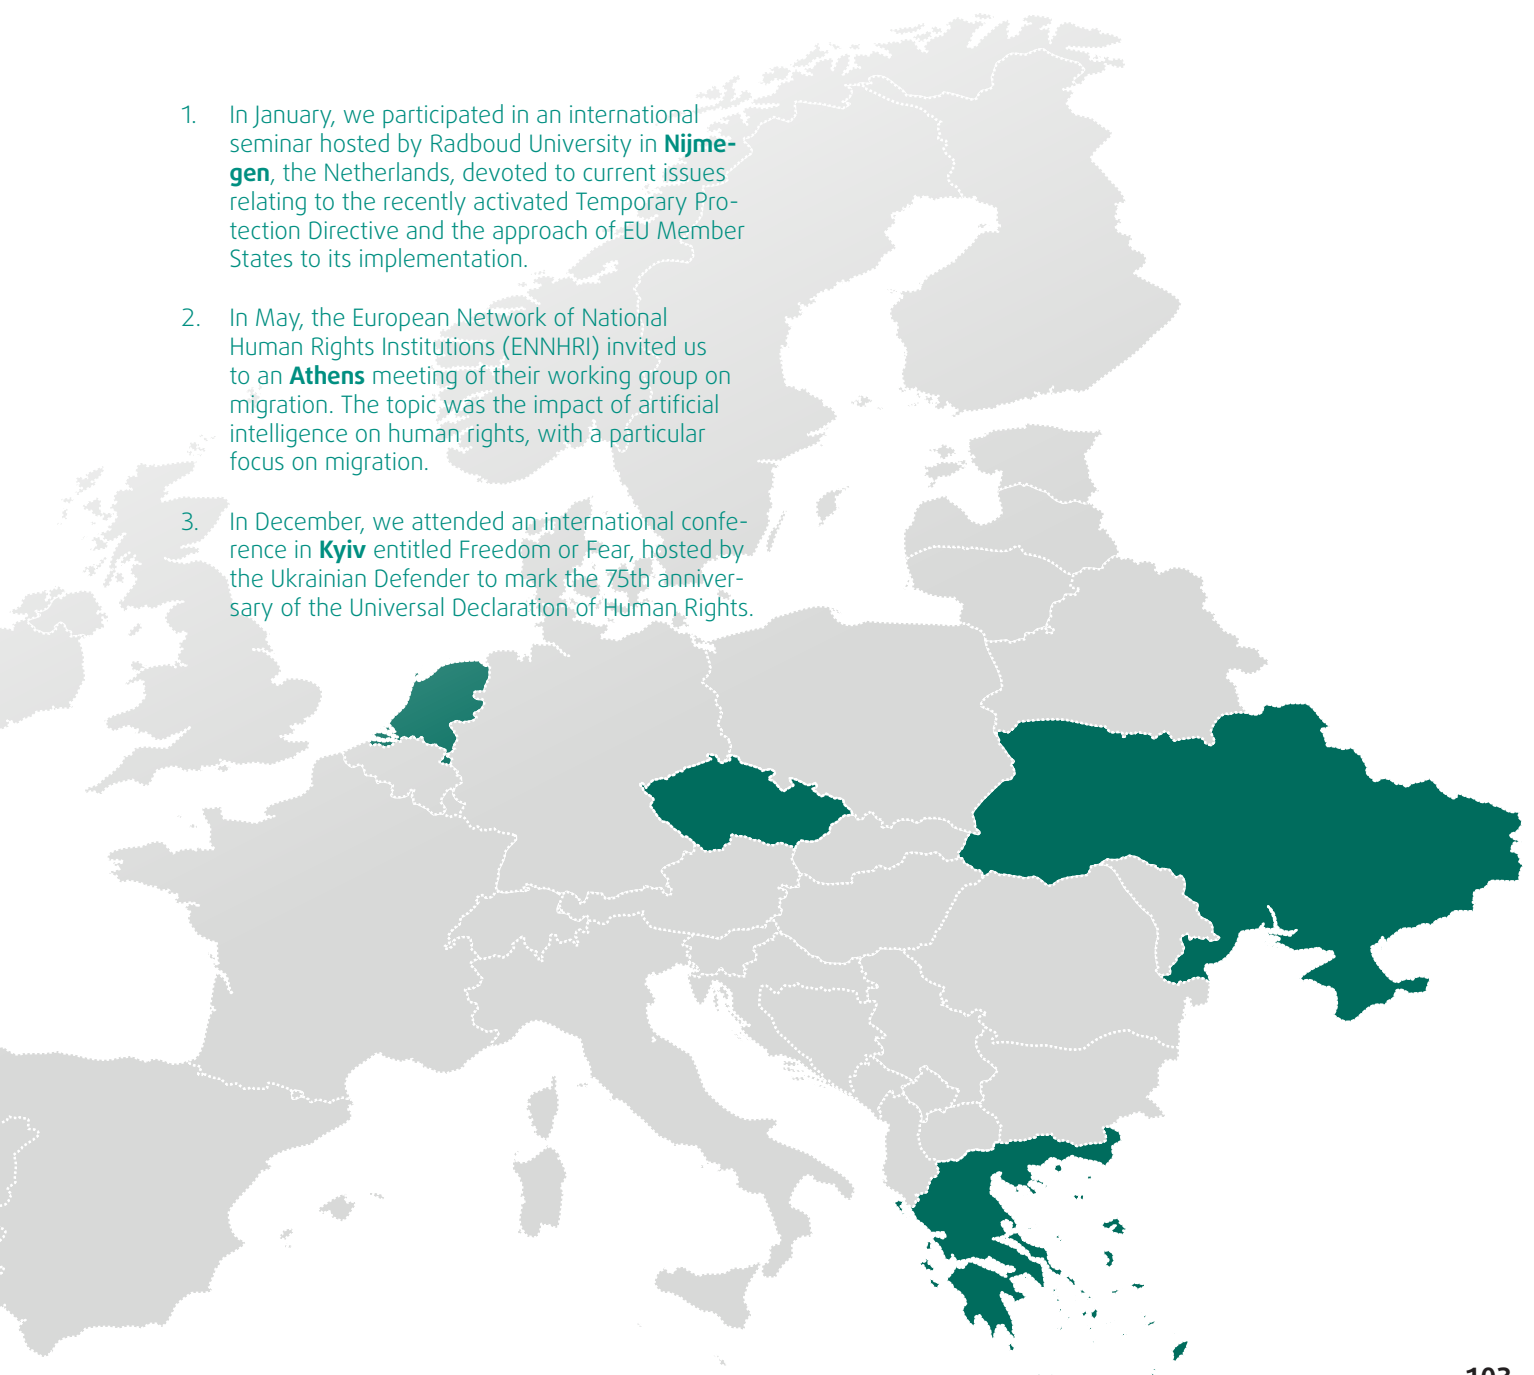 1. In January, we participated in an international
seminar hosted by Radboud University in Nijme-
gen, the Netherlands, devoted to current issues
relating to the recently activated Temporary Pro-
tection Directive and the approach of EU Member
States to its implementation.
2. In May, the European Network of National
Human Rights Institutions (ENNHRI) invited us
to an Athens meeting of their working group on
migration. The topic was the impact of artificial
intelligence on human rights, with a particular
focus on migration.
3. In December, we attended an international confe-
rence in Kyiv entitled Freedom or Fear, hosted by
the Ukrainian Defender to mark the 75th anniver-
sary of the Universal Declaration of Human Rights.